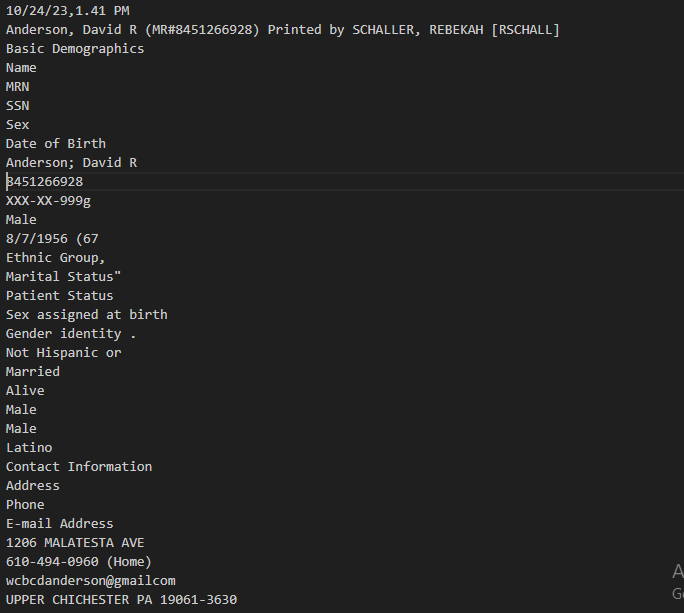 10/24/23,1.41 PM
Anderson, David R (MR#8451266928) Printed by SCHALLER, REBEKAH [RSCHALL]
Basic Demographics
Name
MRN
SSN
Sex
Date of Birth
Anderson; David R
8451266928
XXX-XX-999g
Male
8/7/1956 (67
Ethnic Group,
Marital Status"
Patient Status
Sex assigned at birth
Gender identity .
Not Hispanic or
Married
Alive
Male
Male
Latino
Contact Information
Address
Phone
E-mail Address
1206 MALATESTA AVE
610-494-0960 (Home)
wcbcdanderson@gmailcom
UPPER CHICHESTER PA 19061-3630